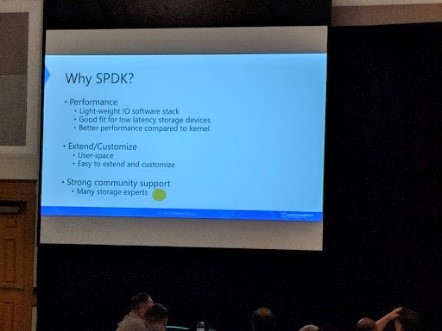 Why SPDK?
• Performance
• Light-weight IO software stack
• Good fit for low latency storage devices
• Better performance compared to kernel
• Extend/Customize
• User-space
• Easy to extend and customize
• Strong community support
• Many storage experts